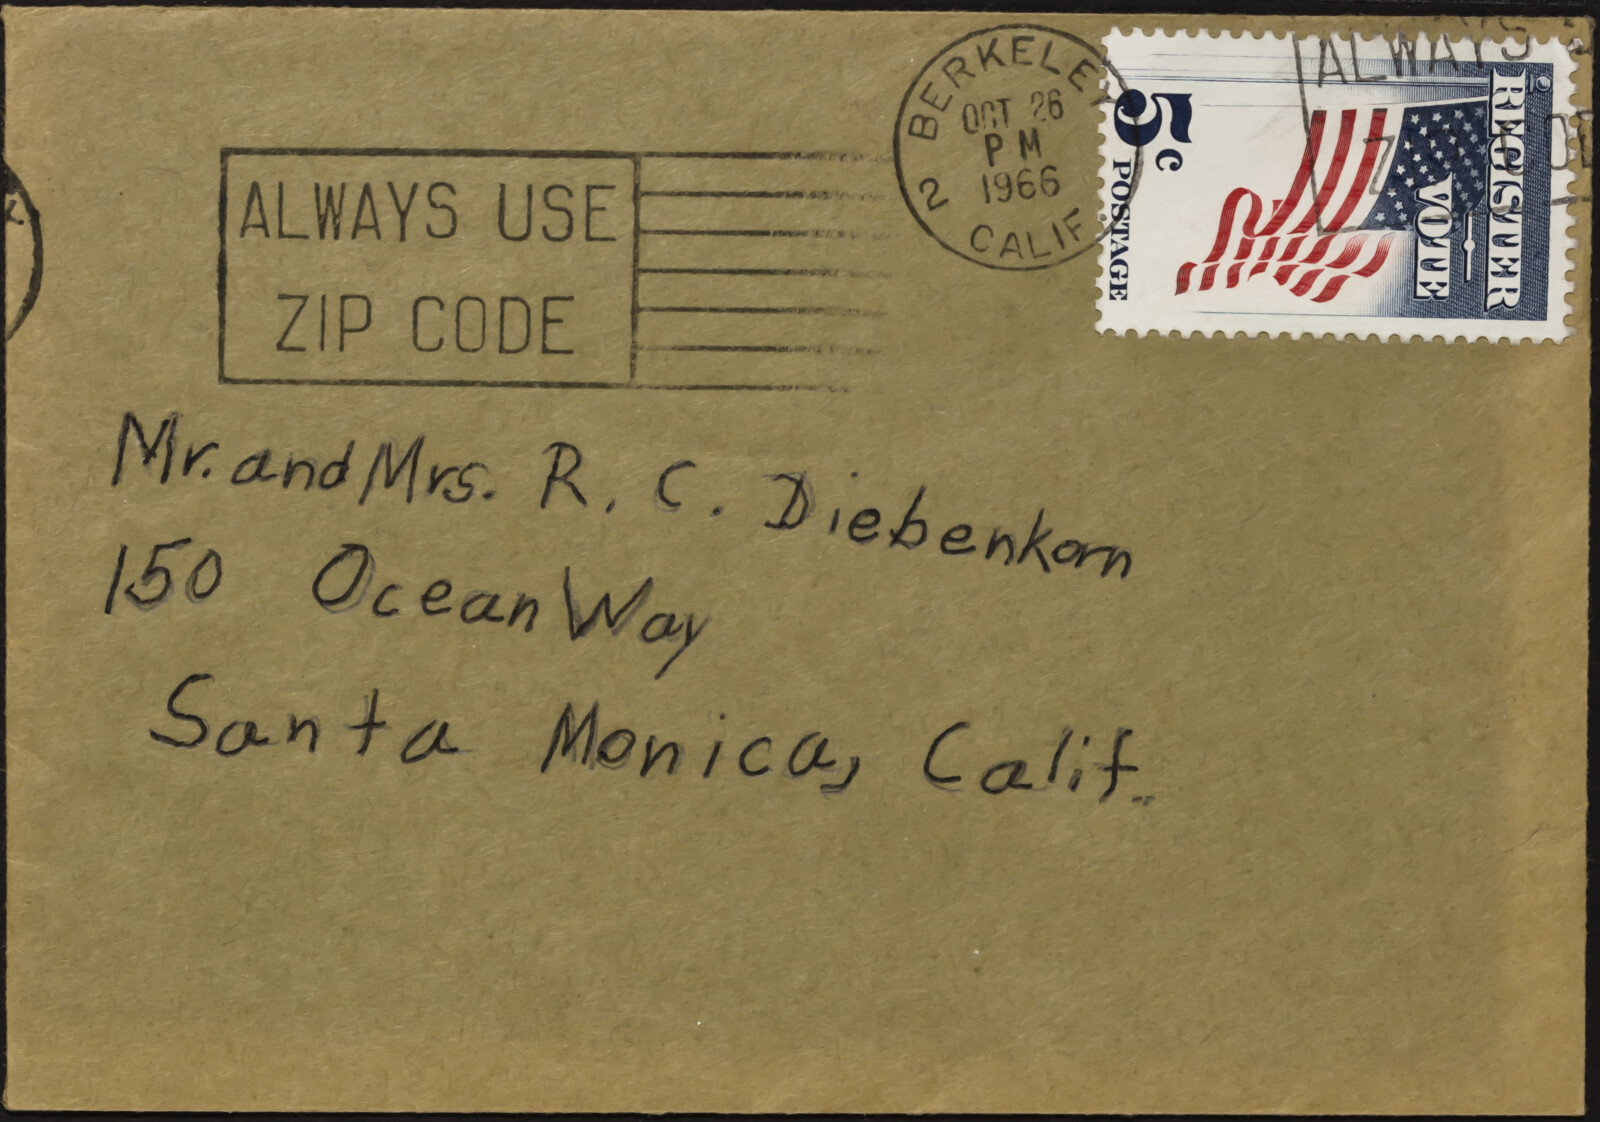 BERKELEY
OCT 26
PM
1966
2 CALIF
ALWAYS USE
ZIP CODE
5c
POSTAGE
REGISTER
VOTE
ALWAYS
Mr. and Mrs. R. C. Diebenkorn
150 Ocean Way
Santa Monica, Calif.